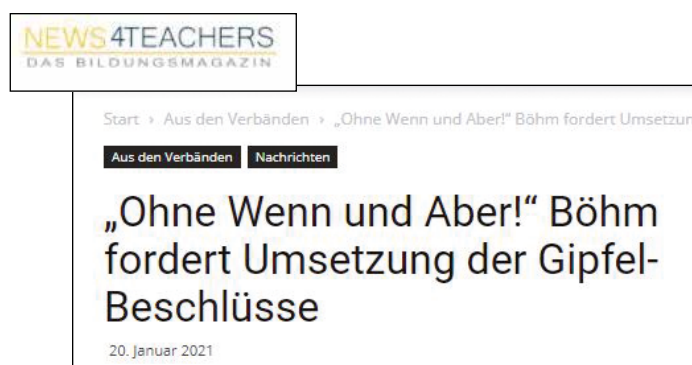 NEWS4TEACHERS
DAS BILDUNGSMAGAZIN
Start › Aus den Verbänden › „Ohne Wenn und Aber!“ Böhm fordert Umsetzun
Aus den Verbänden Nachrichten
„Ohne Wenn und Aber!“ Böhm
fordert Umsetzung der Gipfel-
Beschlüsse
20. Januar 2021